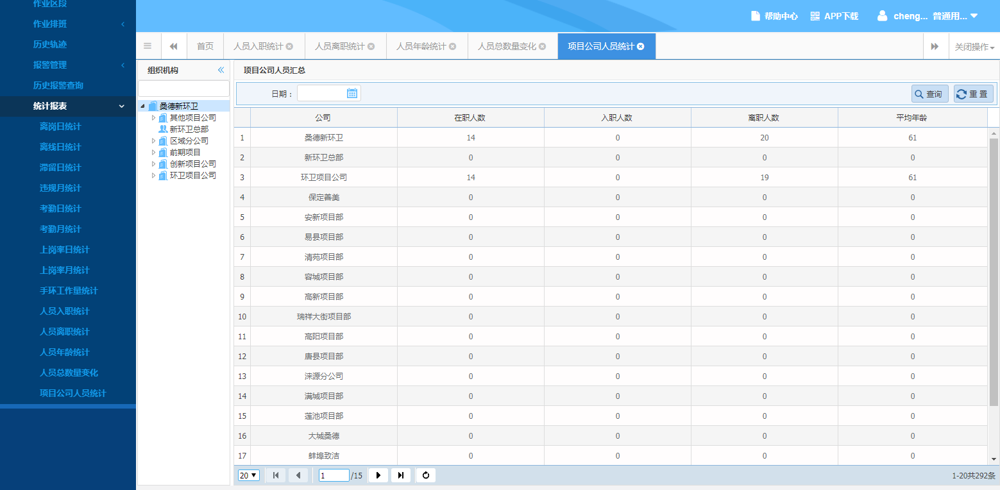 作业区段
作业排班
历史轨迹
报警管理
历史报警查询
统计报表
离岗日统计
离线日统计
滞留日统计
违规月统计
考勤日统计
考勤月统计
上岗率日统计
上岗率月统计
手环工作量统计
人员入职统计
人员离职统计
人员年龄统计
人员总数量变化
项目公司人员统计
帮助中心 APP下载 cheng... 普通用...
首页 人员入职统计 人员离职统计 人员年龄统计 人员总数量变化 项目公司人员统计 关闭操作
组织机构
桑德新环卫
其他项目公司
新环卫总部
区域分公司
前期项目
创新项目公司
环卫项目公司
项目公司人员汇总
日期： 查询 重 置
公司 在职人数 入职人数 离职人数 平均年龄
1 桑德新环卫 14 0 20 61
2 新环卫总部 0 0 0 0
3 环卫项目公司 14 0 19 61
4 保定善美 0 0 0 0
5 安新项目部 0 0 0 0
6 易县项目部 0 0 0 0
7 清苑项目部 0 0 0 0
8 容城项目部 0 0 0 0
9 高新项目部 0 0 0 0
10 瑞祥大街项目部 0 0 0 0
11 高阳项目部 0 0 0 0
12 唐县项目部 0 0 0 0
13 涞源分公司 0 0 0 0
14 满城项目部 0 0 0 0
15 莲池项目部 0 0 0 0
16 大城桑德 0 0 0 0
17 蚌埠致洁 0 0 0 0
20 1 /15 1-20共292条